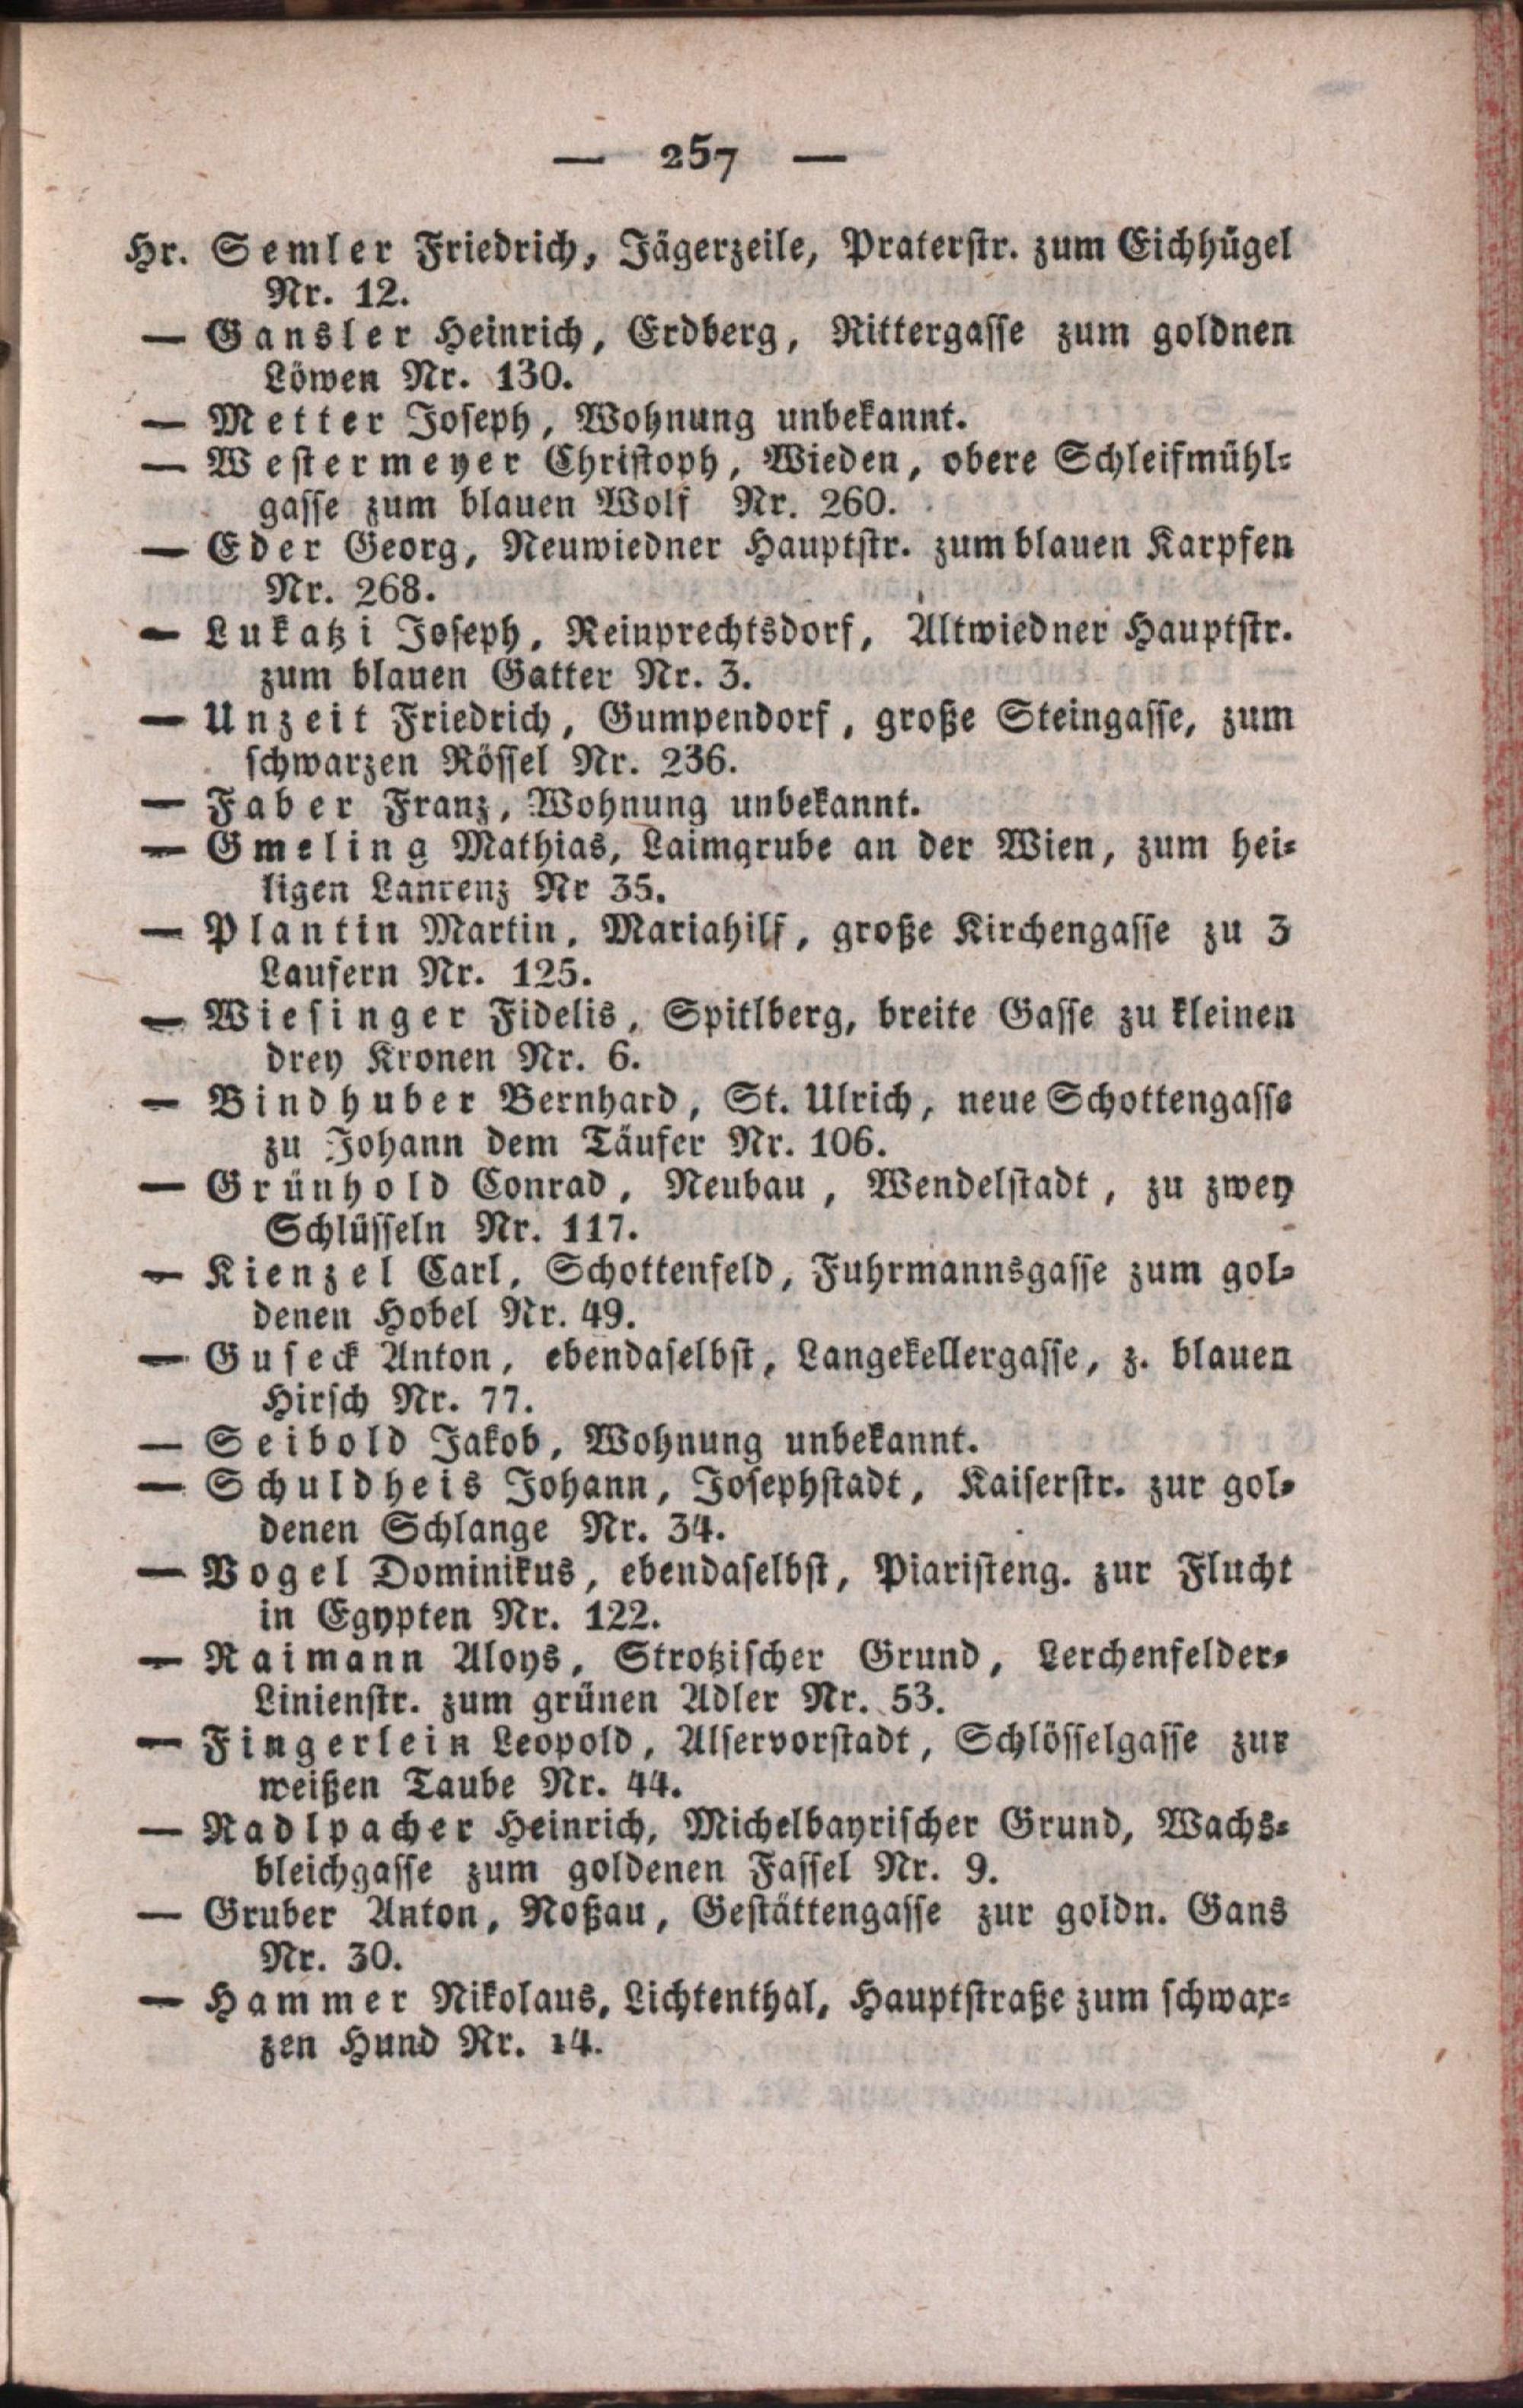 — 257 —
Hr. Semler Friedrich, Jägerzeile, Praterstr. zum Eichhügel
Nr. 12.
— Gansler Heinrich, Erdberg, Rittergasse zum goldnen
Löwen Nr. 130.
— Metter Joseph, Wohnung unbekannt.
— Westermeyer Christoph, Wieden, obere Schleifmühl-
gasse zum blauen Wolf Nr. 260.
— Eder Georg, Neuwiedner Hauptstr. zum blauen Karpfen
Nr. 268.
— Lukatzi Joseph, Reinprechtsdorf, Altwiedner Hauptstr.
zum blauen Gatter Nr. 3.
— Unzeit Friedrich, Gumpendorf, große Steingasse, zum
schwarzen Rössel Nr. 236.
— Faber Franz, Wohnung unbekannt.
— Gmeling Mathias, Laimgrube an der Wien, zum hei-
ligen Lanrenz Nr 35.
— Plantin Martin, Mariahilf, große Kirchengasse zu 3
Laufern Nr. 125.
— Wiesinger Fidelis, Spitlberg, breite Gasse zu kleinen
drey Kronen Nr. 6.
— Bindhuber Bernhard, St. Ulrich, neue Schottengasse
zu Johann dem Täufer Nr. 106.
— Grünhold Conrad, Neubau, Wendelstadt, zu zwey
Schlüsseln Nr. 117.
— Kienzel Carl, Schottenfeld, Fuhrmannsgasse zum gol-
denen Hobel Nr. 49.
— Guseck Anton, ebendaselbst, Langekellergasse, z. blauen
Hirsch Nr. 77.
— Seibold Jakob, Wohnung unbekannt.
— Schuldheis Johann, Josephstadt, Kaiserstr. zur gol-
denen Schlange Nr. 34.
— Vogel Dominikus, ebendaselbst, Piaristeng. zur Flucht
in Egypten Nr. 122.
— Raimann Aloys, Strotzischer Grund, Lerchenfelder-
Linienstr. zum grünen Adler Nr. 53.
— Fingerlein Leopold, Alservorstadt, Schlösselgasse zur
weißen Taube Nr. 44.
— Radlpacher Heinrich, Michelbayrischer Grund, Wachs-
bleichgasse zum goldenen Fassel Nr. 9.
— Gruber Anton, Roßau, Gestättengasse zur goldn. Gans
Nr. 30.
— Hammer Nikolaus, Lichtenthal, Hauptstraße zum schwar-
zen Hund Nr. 14.